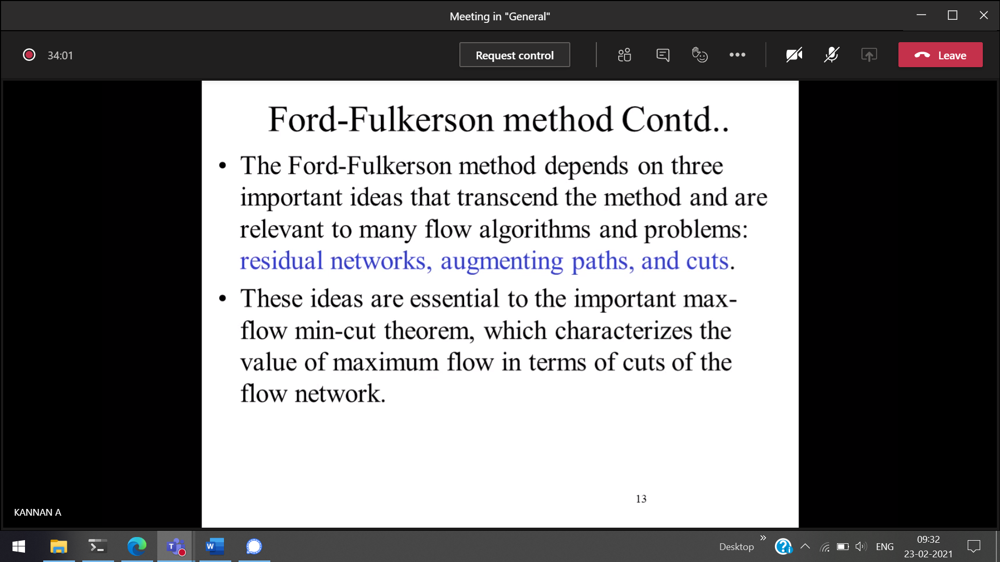 Meeting in "General"
34:01
Request control
Leave
Ford-Fulkerson method Contd..
• The Ford-Fulkerson method depends on three
important ideas that transcend the method and are
relevant to many flow algorithms and problems:
residual networks, augmenting paths, and cuts.
• These ideas are essential to the important max-
flow min-cut theorem, which characterizes the
value of maximum flow in terms of cuts of the
flow network.
13
KANNAN A
Desktop
ENG
09:32
23-02-2021